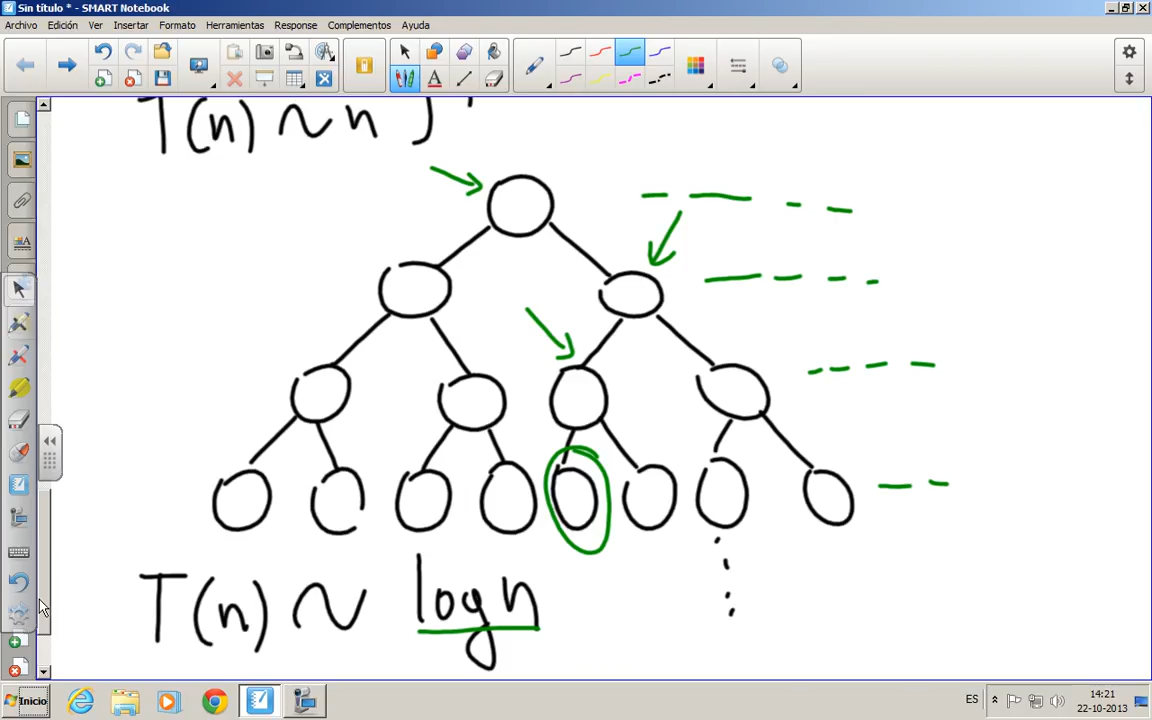 Sin título * - SMART Notebook
Archivo Edición Ver Insertar Formato Herramientas Response Complementos Ayuda
T(n) ~ n
T(n) ~ log n
Inicio
ES
14:21
22-10-2013